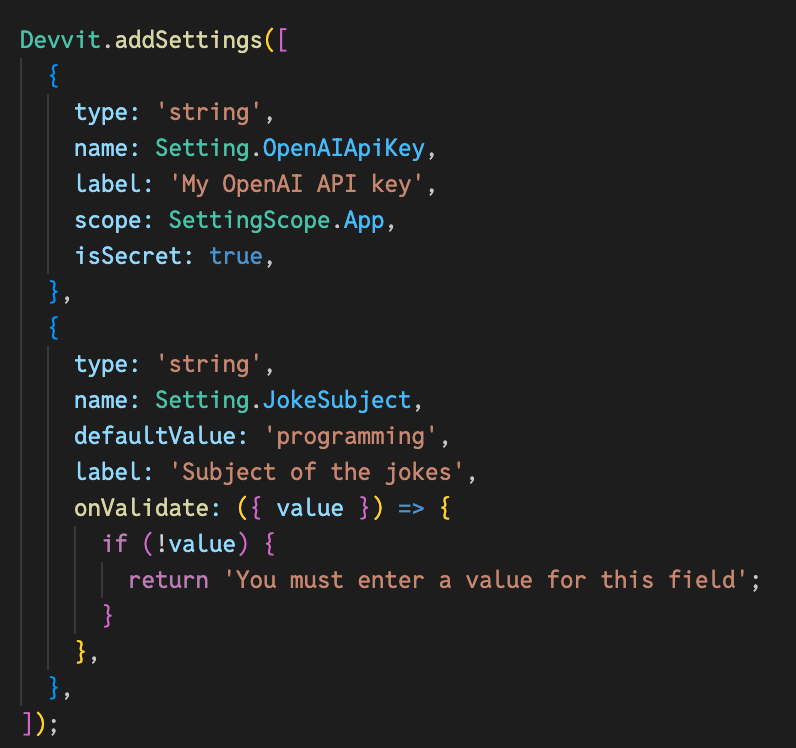 Devvit.addSettings([
  {
    type: 'string',
    name: Setting.OpenAIApiKey,
    label: 'My OpenAI API key',
    scope: SettingScope.App,
    isSecret: true,
  },
  {
    type: 'string',
    name: Setting.JokeSubject,
    defaultValue: 'programming',
    label: 'Subject of the jokes',
    onValidate: ({ value }) => {
      if (!value) {
        return 'You must enter a value for this field';
      }
    },
  },
]);